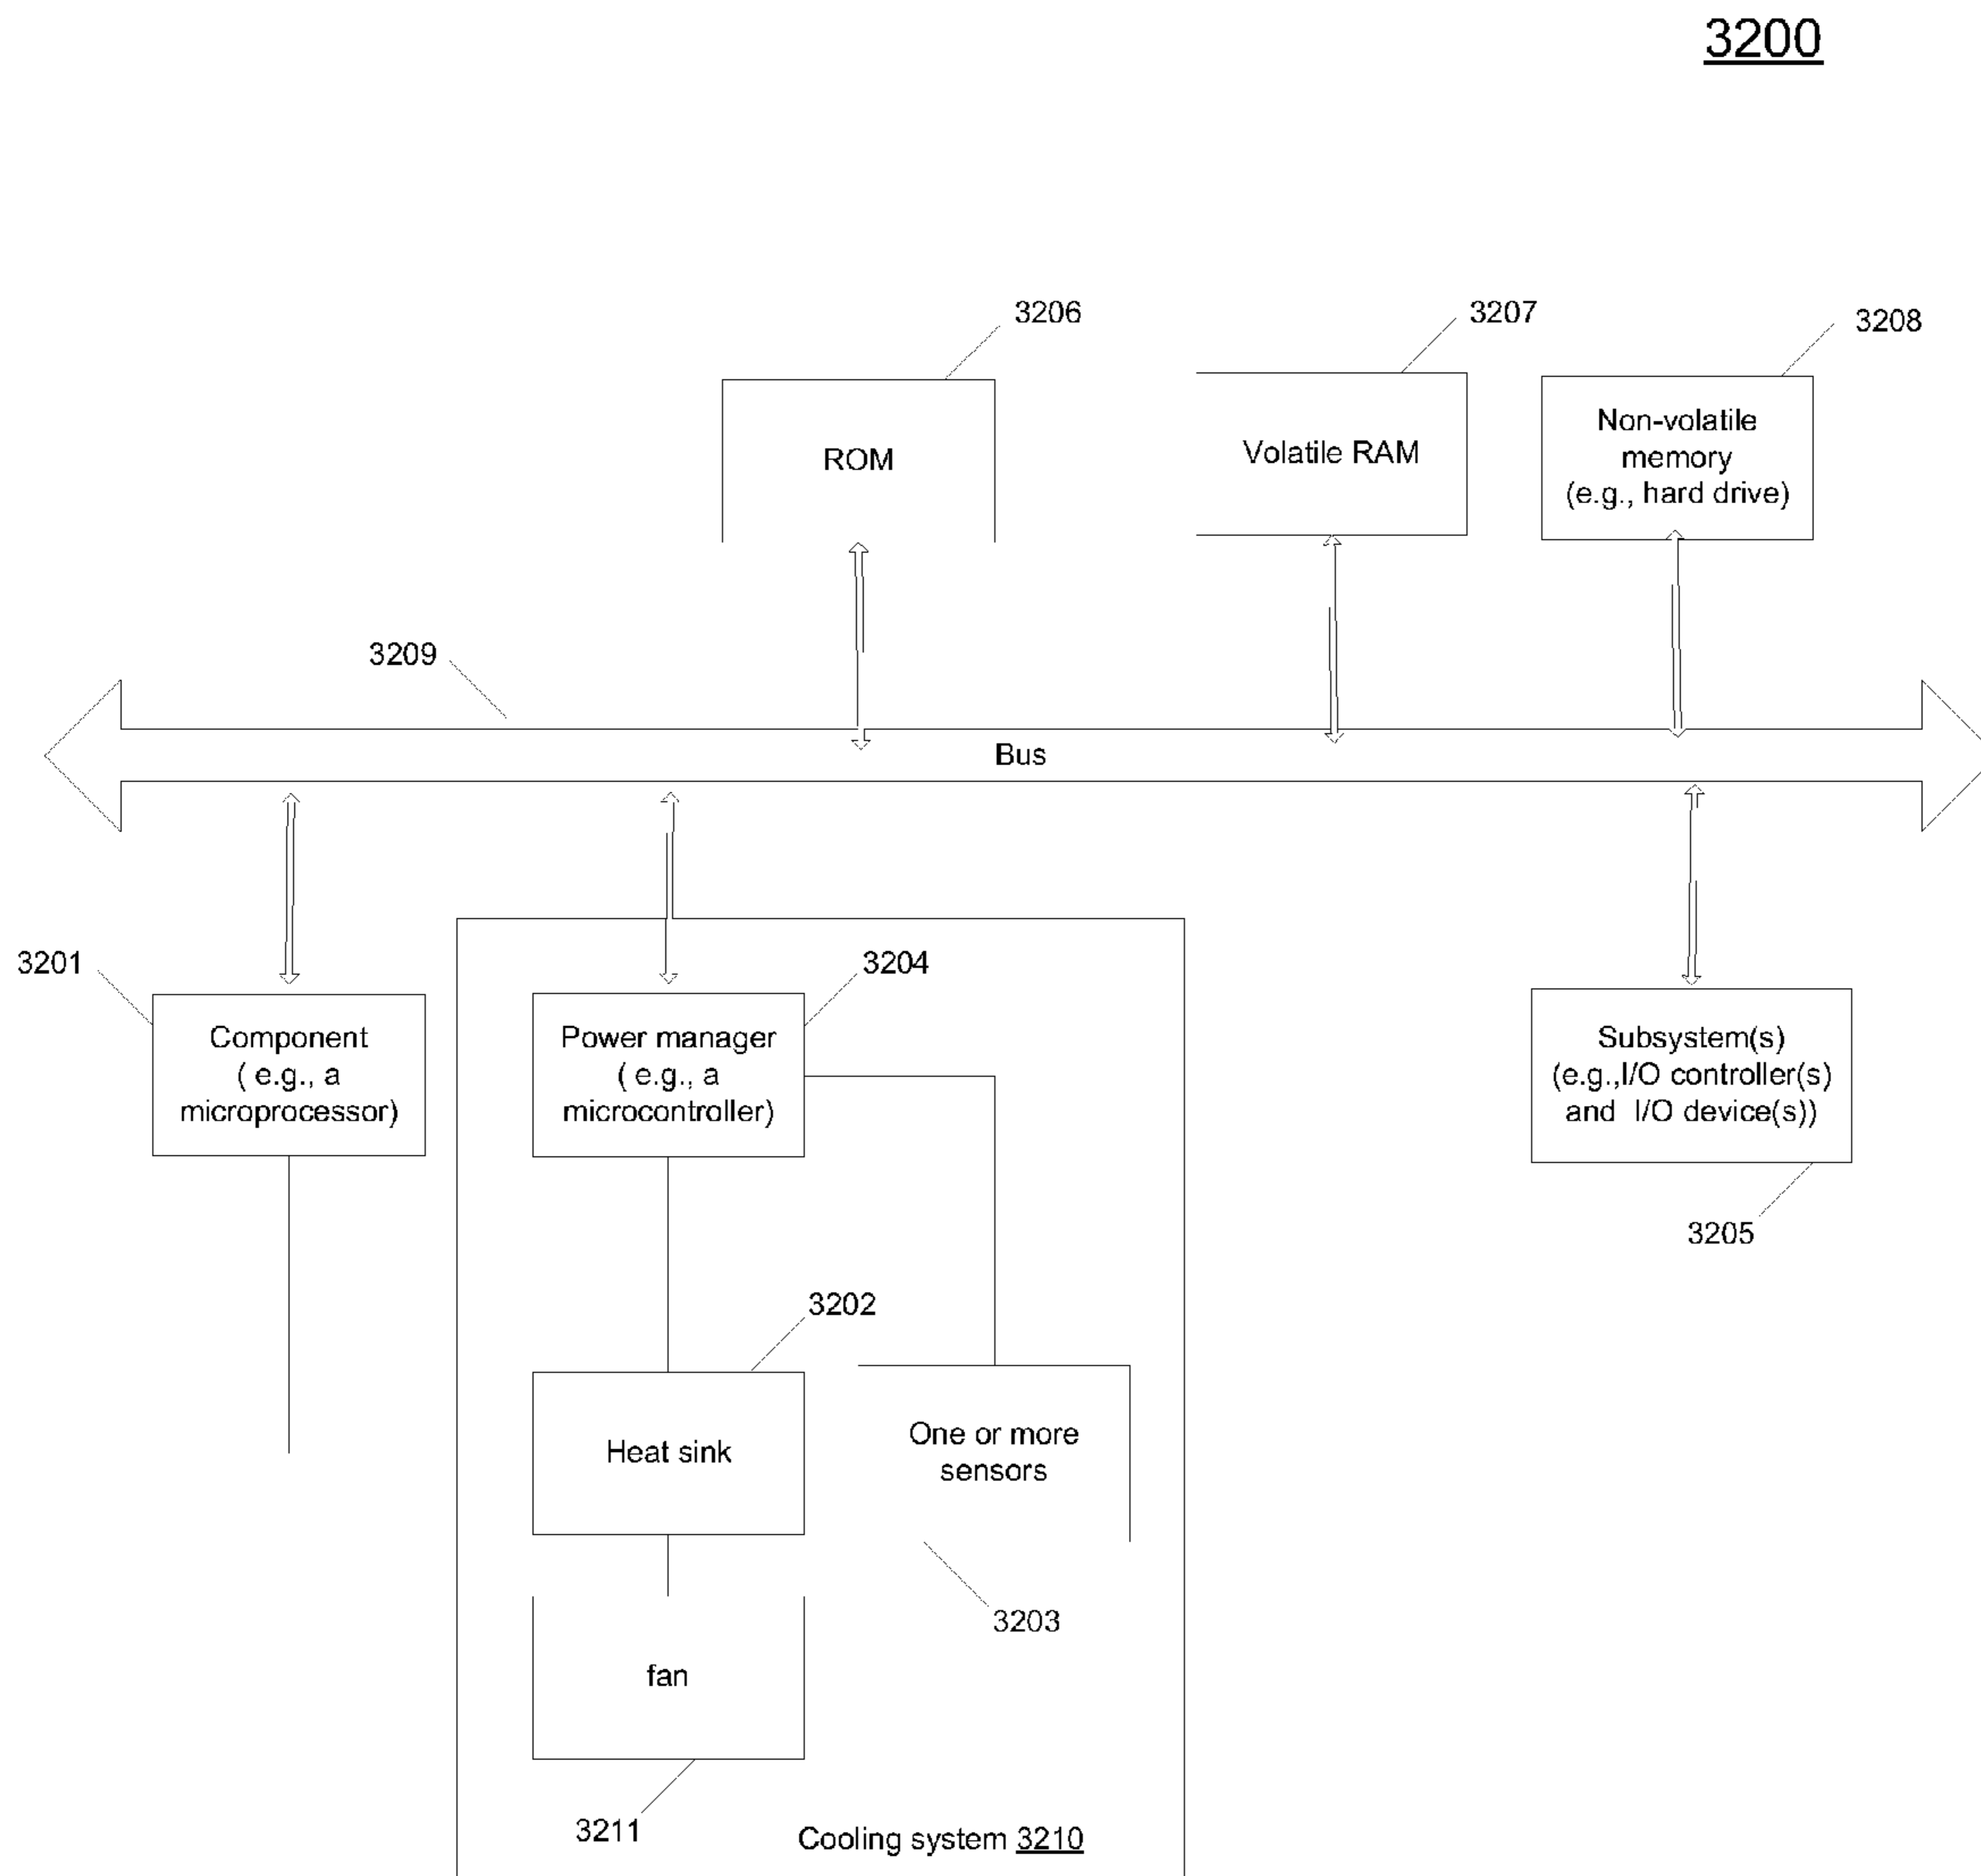 3200
3206
3207
3208
ROM
Volatile RAM
Non-volatile
memory
(e.g., hard drive)
3209
Bus
3201
3204
Component
( e.g., a
microprocessor)
Power manager
( e.g., a
microcontroller)
Subsystem(s)
(e.g.,I/O controller(s)
and I/O device(s))
3205
3202
Heat sink
One or more
sensors
3203
fan
3211
Cooling system 3210